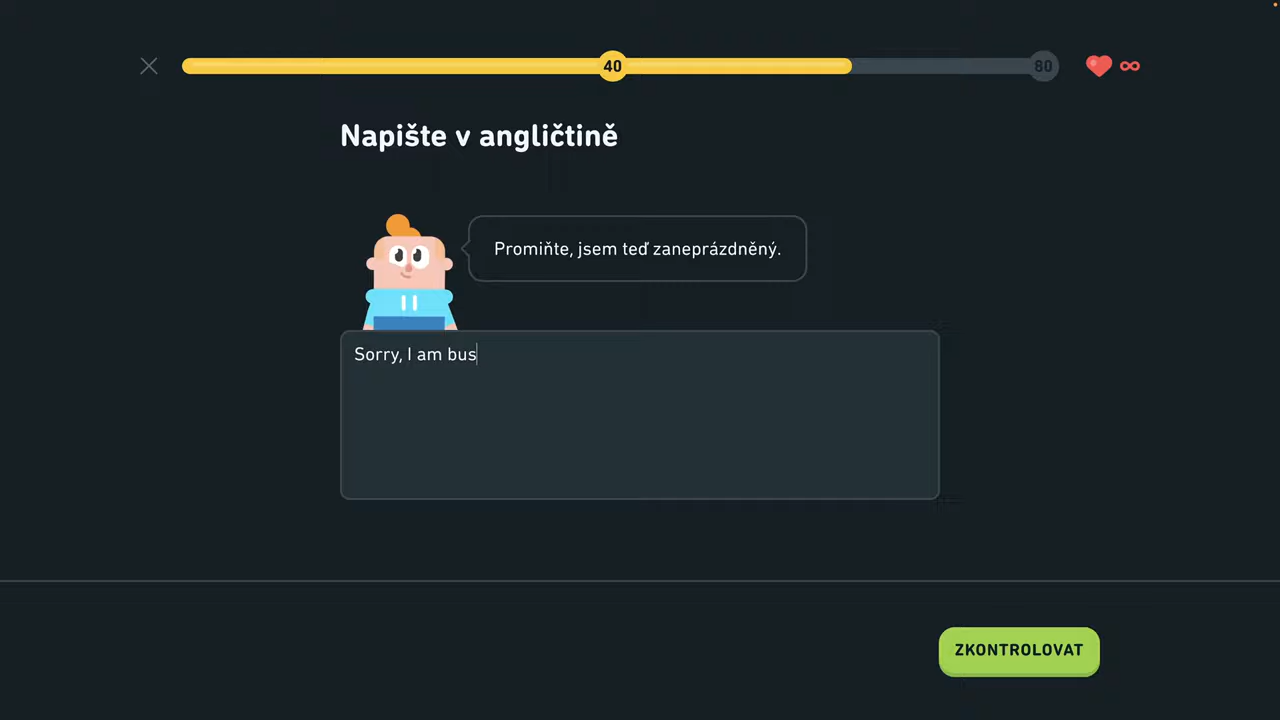 40
80
∞
Napište v angličtině
Promiňte, jsem teď zaneprázdněný.
Sorry, I am bus
ZKONTROLOVAT